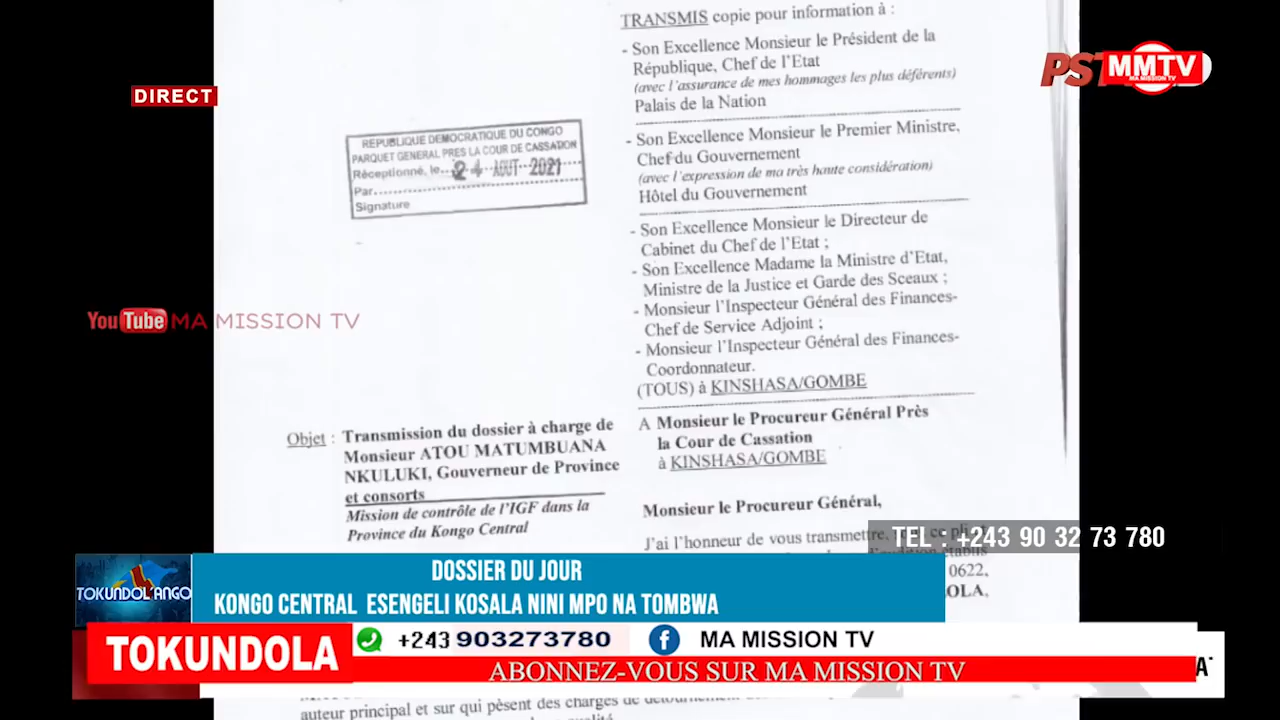 TRANSMIS copie pour information à :
- Son Excellence Monsieur le Président de la
République, Chef de l'Etat
(avec l'assurance de mes hommages les plus déférents)
Palais de la Nation
- Son Excellence Monsieur le Premier Ministre,
Chef du Gouvernement
(avec l'expression de ma très haute considération)
Hôtel du Gouvernement
- Son Excellence Monsieur le Directeur de
Cabinet du Chef de l'Etat ;
- Son Excellence Madame la Ministre d'Etat,
Ministre de la Justice et Garde des Sceaux ;
- Monsieur l'Inspecteur Général des Finances-
Chef de Service Adjoint ;
- Monsieur l'Inspecteur Général des Finances-
Coordonnateur.
(TOUS) à KINSHASA/GOMBE
MMTV
MA MISSION TV
DIRECT
REPUBLIQUE DEMOCRATIQUE DU CONGO
PARQUET GENERAL PRES LA COUR DE CASSATION
Réceptionné, le 24 AOUT 2021
Par
Signature
YouTube MA MISSION TV
Objet : Transmission du dossier à charge de
Monsieur ATOU MATUMBUANA
NKULUKI, Gouverneur de Province
et consorts
Mission de contrôle de l'IGF dans la
Province du Kongo Central
A Monsieur le Procureur Général Près
la Cour de Cassation
à KINSHASA/GOMBE
Monsieur le Procureur Général,
J'ai l'honneur de vous transmettre,
TEL : +243 90 32 73 780
0622,
TOKUNDOL'ANGO
DOSSIER DU JOUR
KONGO CENTRAL ESENGELI KOSALA NINI MPO NA TOMBWA
TOKUNDOLA
+243 903273780
MA MISSION TV
ABONNEZ-VOUS SUR MA MISSION TV
auteur principal et sur qui pèsent des charges de